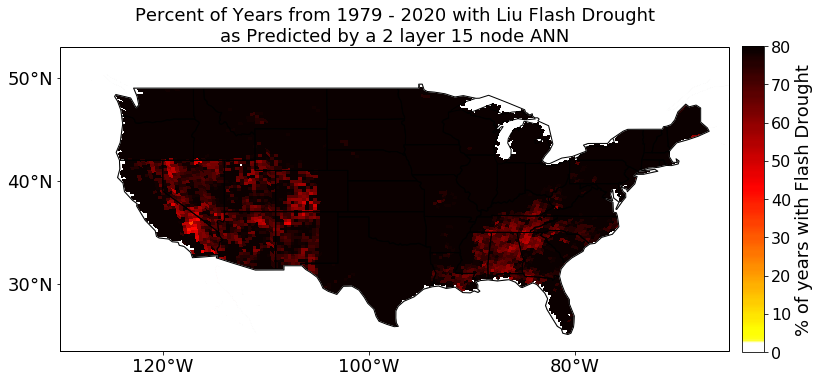 Percent of Years from 1979 - 2020 with Liu Flash Drought
as Predicted by a 2 layer 15 node ANN
50°N
40°N
30°N
120°W
100°W
80°W
80
70
60
50
40
30
20
10
0
% of years with Flash Drought